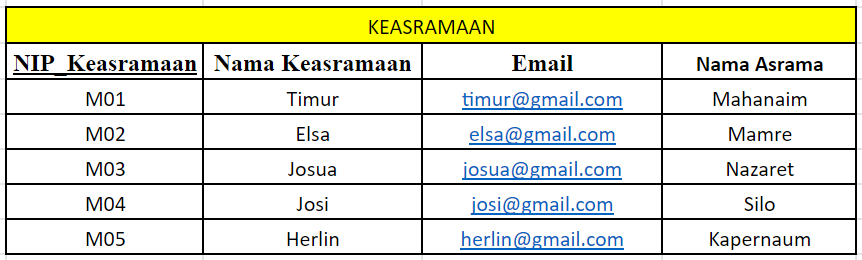 KEASRAMAAN
NIP_Keasramaan Nama Keasramaan Email Nama Asrama
M01 Timur timur@gmail.com Mahanaim
M02 Elsa elsa@gmail.com Mamre
M03 Josua josua@gmail.com Nazaret
M04 Josi josi@gmail.com Silo
M05 Herlin herlin@gmail.com Kapernaum